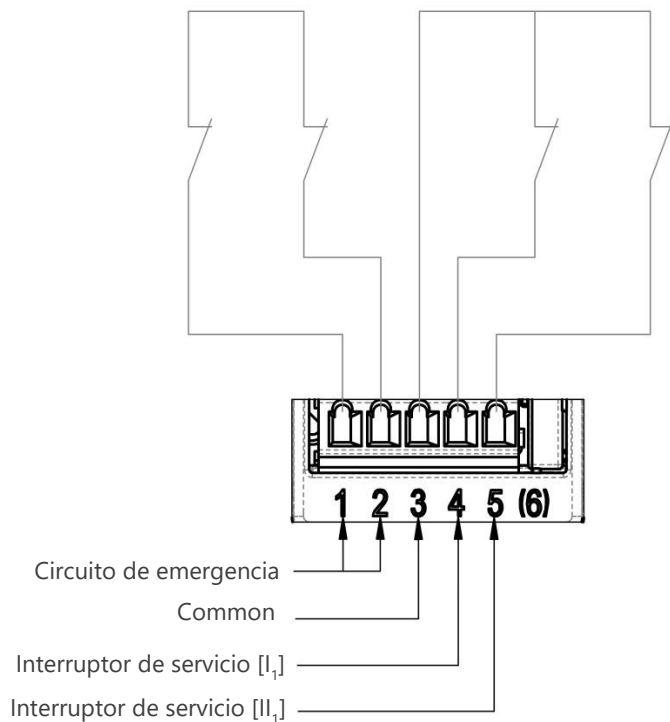 1 2 3 4 5 (6)
Circuito de emergencia
Common
Interruptor de servicio [I₁]
Interruptor de servicio [II₁]